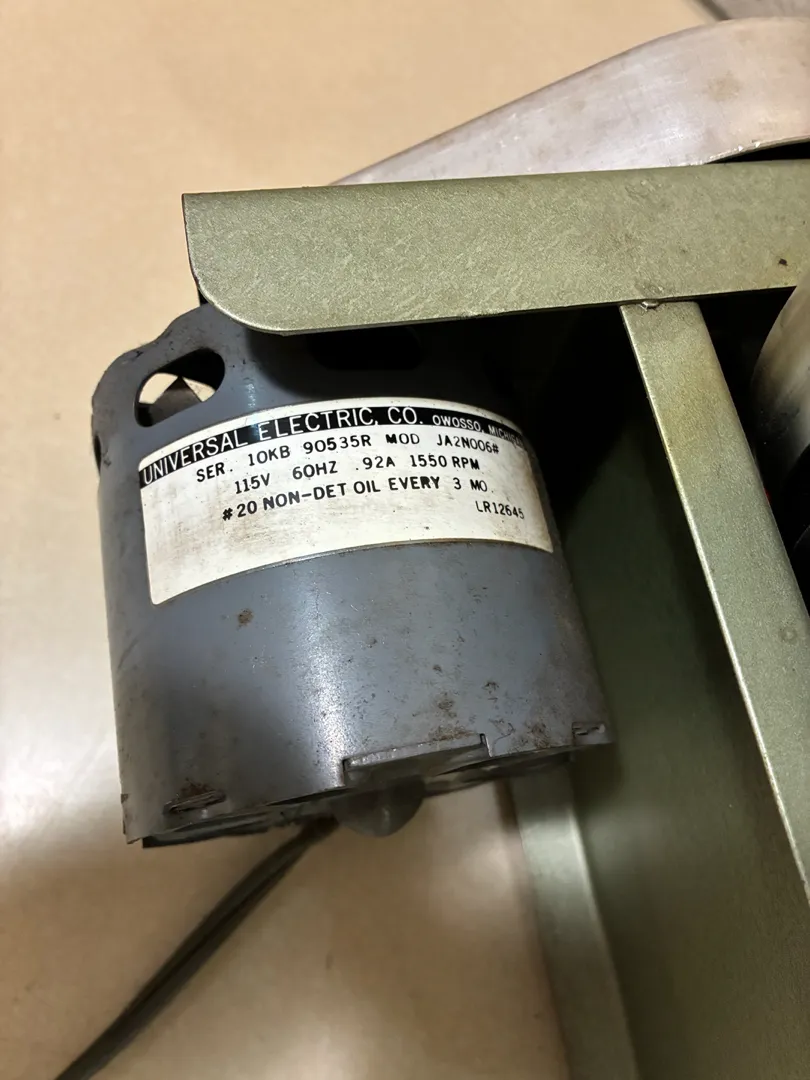 UNIVERSAL ELECTRIC. CO. OWOSSO, MICHIGAN
SER. 10KB 90535R MOD JA2N006#
115V 60HZ .92A 1550 RPM
#20 NON-DET OIL EVERY 3 MO.
LR12645